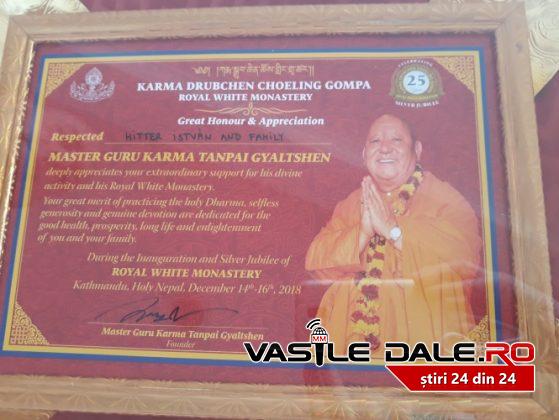 KARMA DRUBCHEN CHOELING GOMPA
ROYAL WHITE MONASTERY
Great Honour & Appreciation
25
SILVER JUBILEE
Respected HITTER ISTVÁN AND FAMILY
MASTER GURU KARMA TANPAI GYALTSHEN
deeply appreciates your extraordinary support for his divine
activity and his Royal White Monastery.
Your great merit of practicing the holy Dharma, selfless
generosity and genuine devotion are dedicated for the
good health, prosperity, long life and enlightenment
of you and your family.
During the Inauguration and Silver Jubilee of
ROYAL WHITE MONASTERY
Kathmandu, Holy Nepal, December 14th-16th, 2018
Master Guru Karma Tanpai Gyaltshen
Founder
MM
VASILE DALE.RO
știri 24 din 24